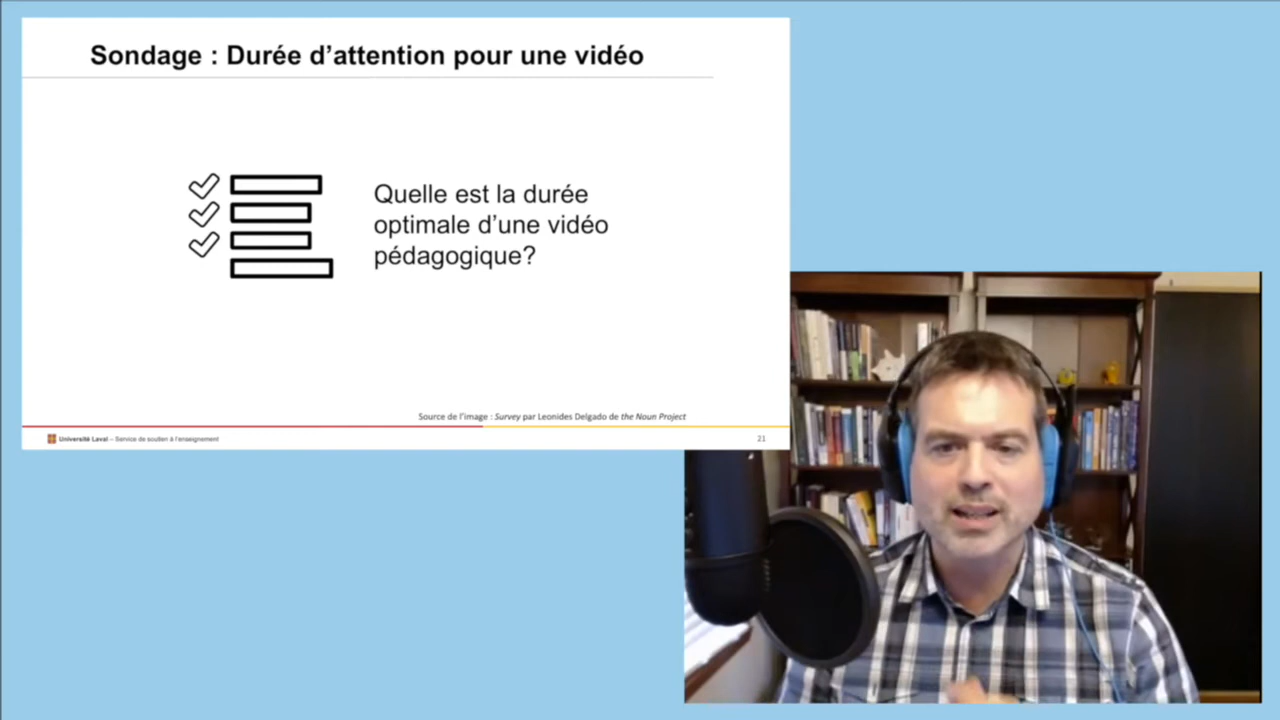 Sondage : Durée d’attention pour une vidéo
Quelle est la durée
optimale d’une vidéo
pédagogique?
Source de l’image : Survey par Leonides Delgado de the Noun Project
Université Laval – Service de soutien à l’enseignement
21